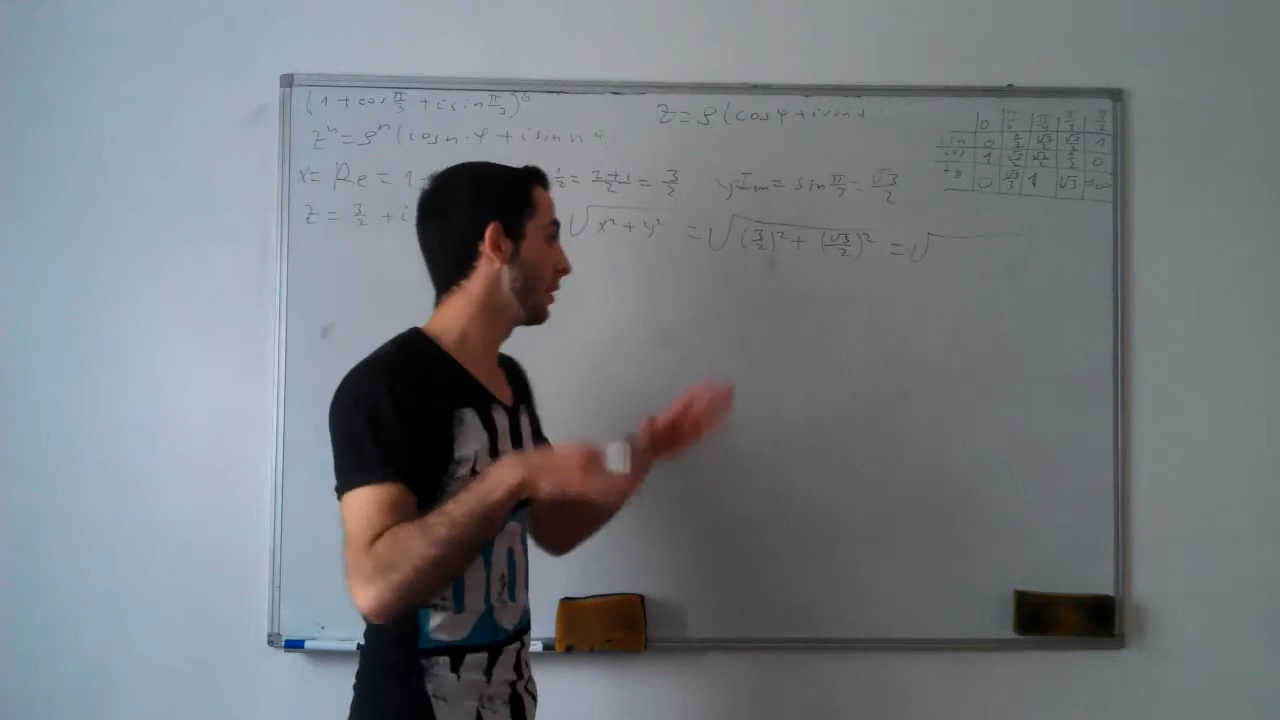 (1 + cos π/3 + i sin π/3)^6
z = ρ (cos φ + i sin
z^n = ρ^n (cos n·φ + i sin n·φ
0 π/6 π/4 π/3 π/2
sin 0 1/2 √2/2 √3/2 1
cos 1 √3/2 √2/2 1/2 0
tg 0 √3/3 1 √3 ±∞
x = Re = 1 + 1/2 = 2+1/2 = 3/2 y = Im = sin π/3 = √3/2
z = 3/2 + i √x² + y² = √(3/2)² + (√3/2)² = √
00